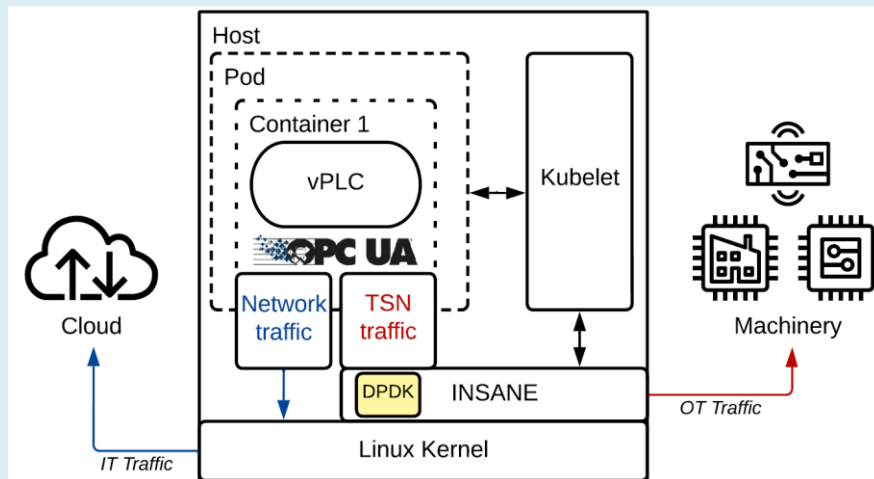 Host
Pod
Container 1
vPLC
OPC UA
Kubelet
Network
traffic
TSN
traffic
DPDK
INSANE
Linux Kernel
Cloud
IT Traffic
Machinery
OT Traffic